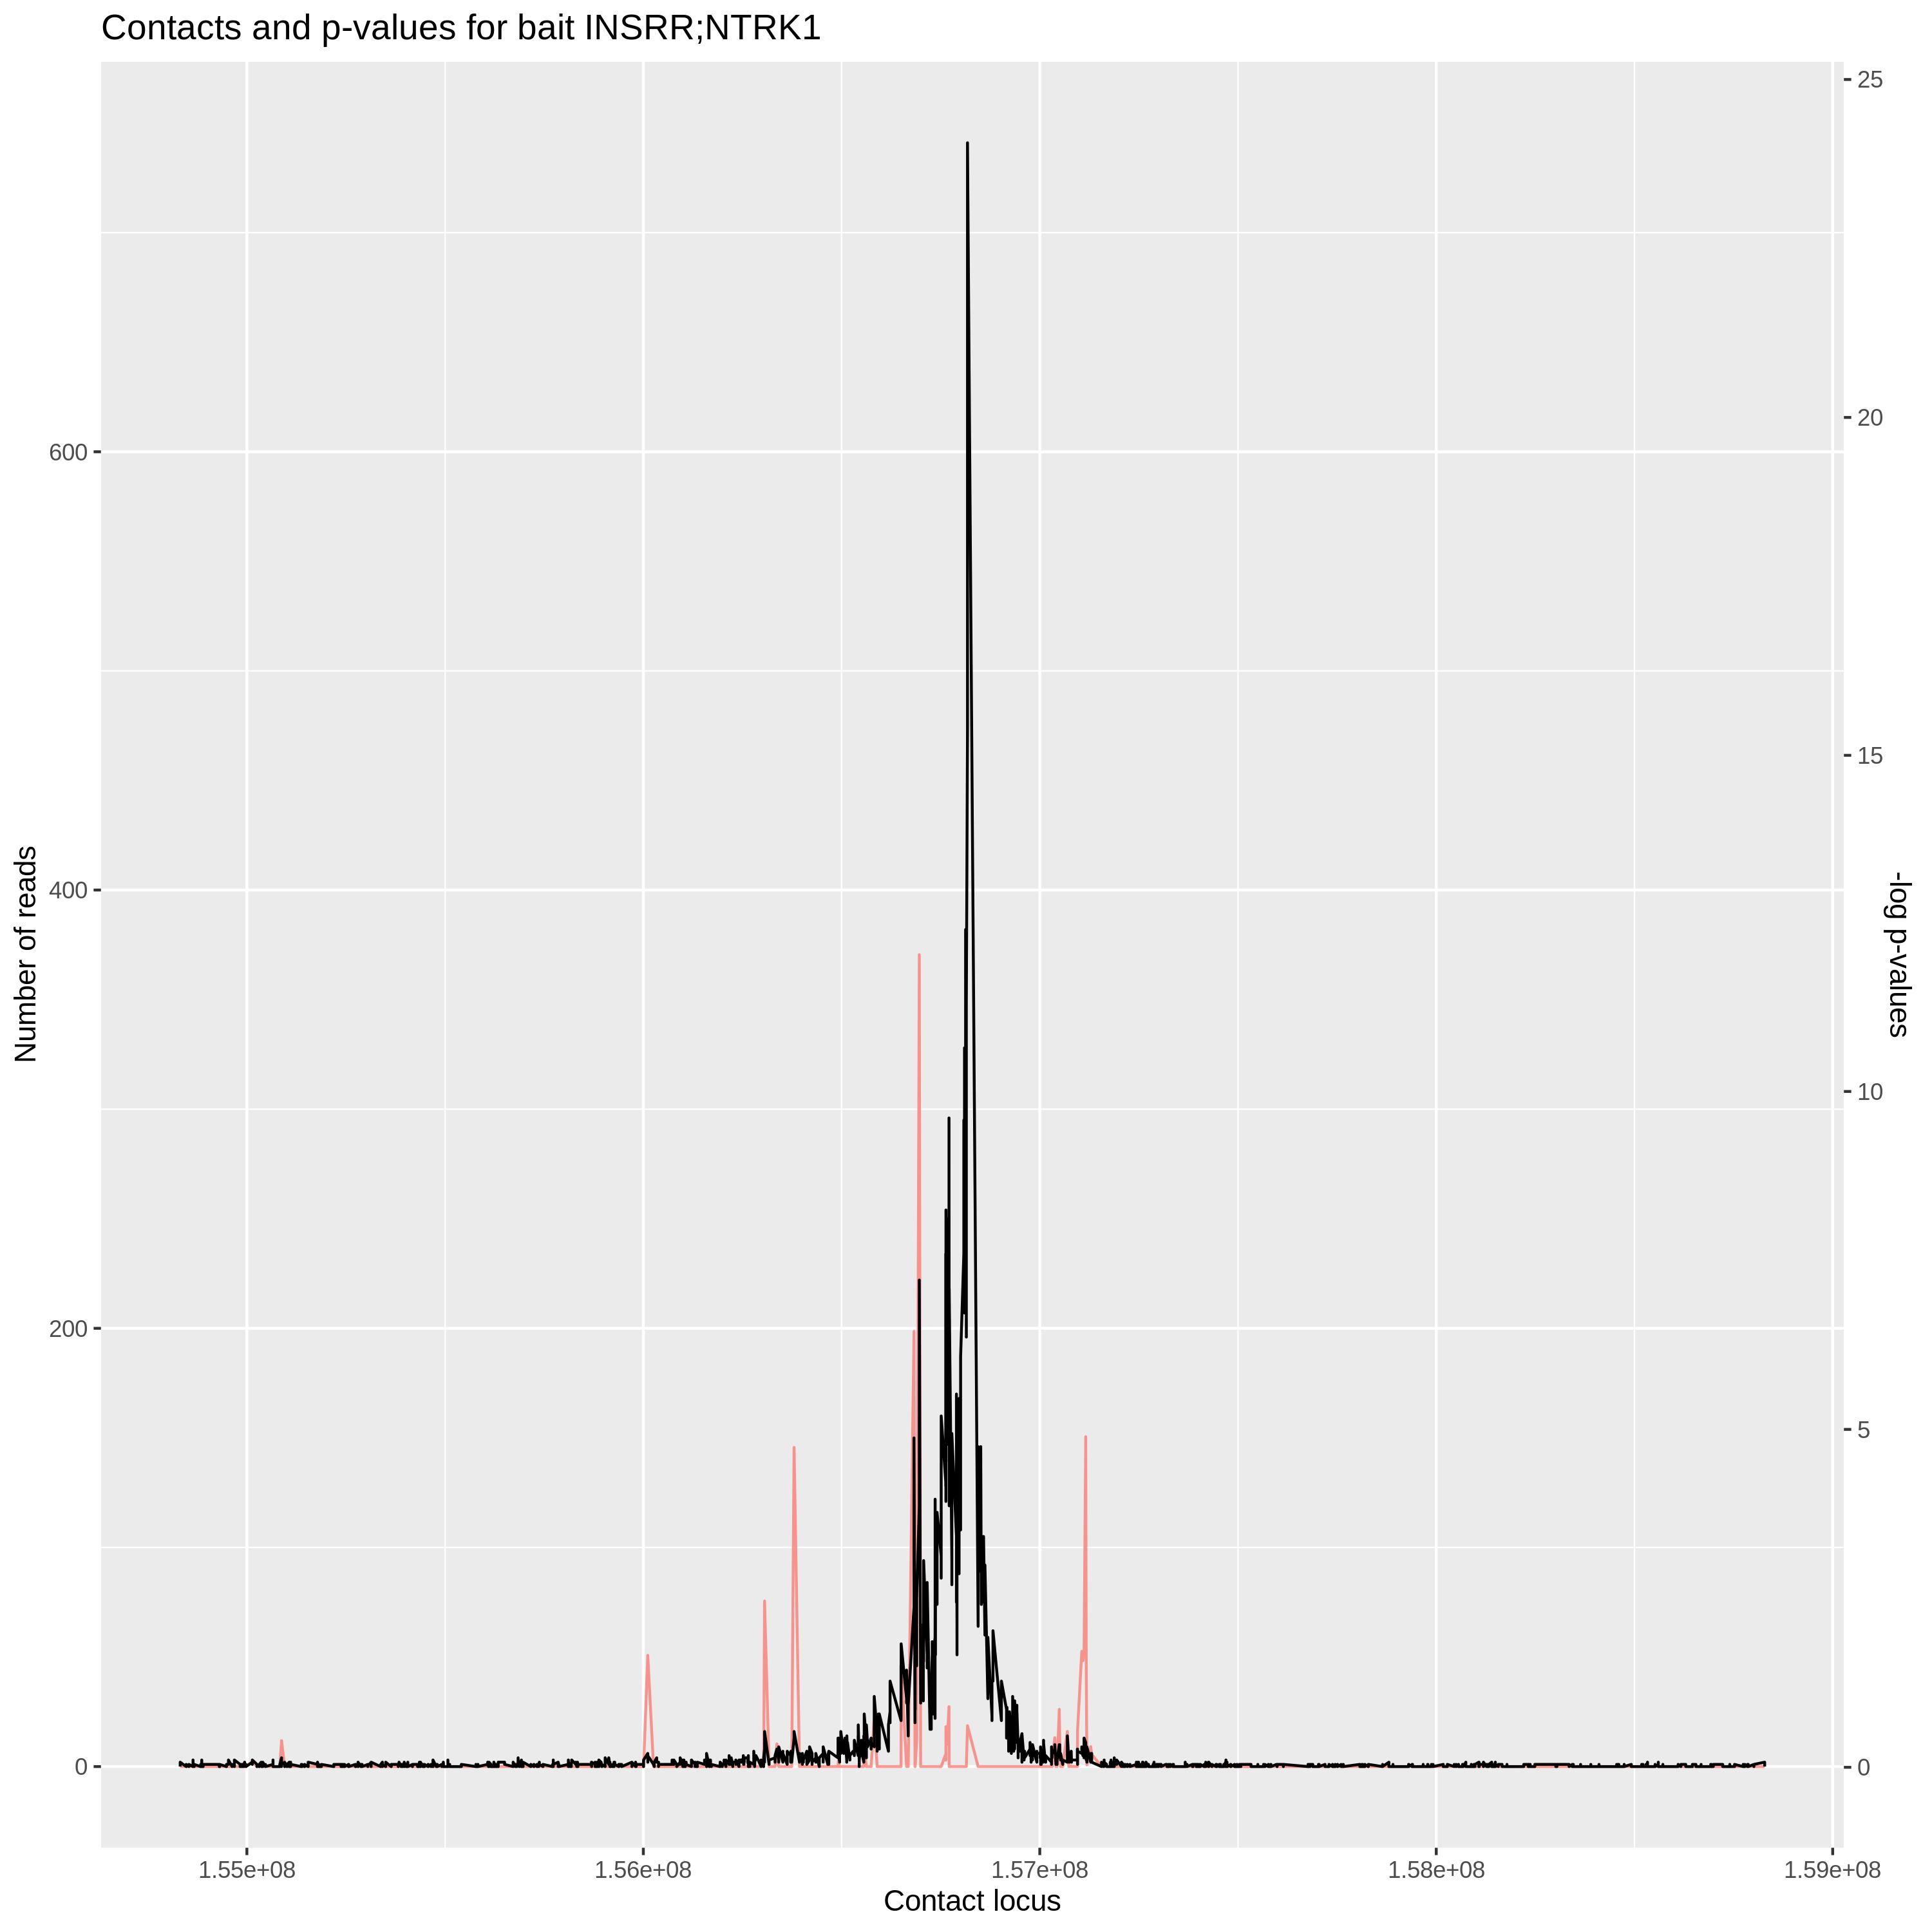 Contacts and p-values for bait INSRR;NTRK1
Number of reads
600
400
200
0
25
20
15
10
5
0
-log p-values
1.55e+08 1.56e+08 1.57e+08 1.58e+08 1.59e+08
Contact locus